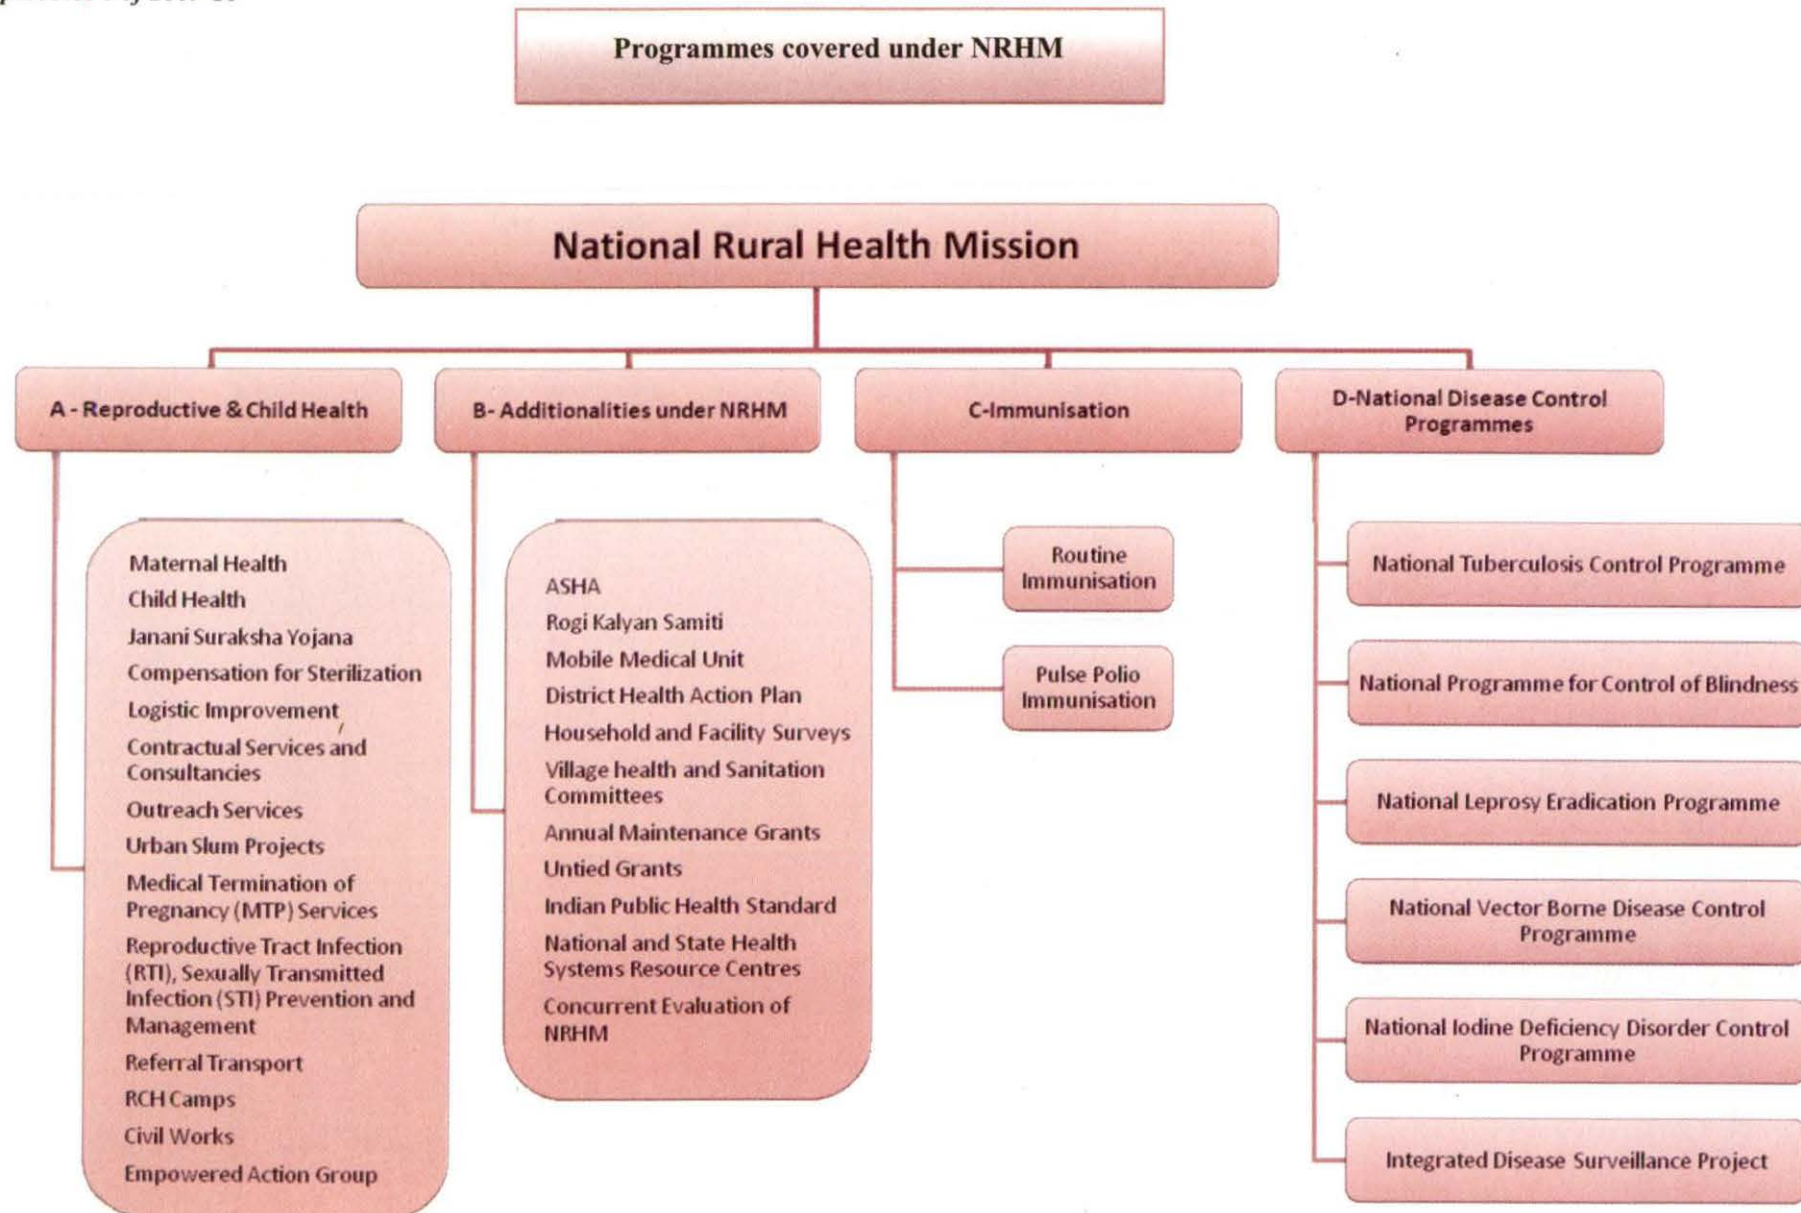 Programmes covered under NRHM
National Rural Health Mission
A - Reproductive & Child Health
Maternal Health
Child Health
Janani Suraksha Yojana
Compensation for Sterilization
Logistic Improvement
Contractual Services and
Consultancies
Outreach Services
Urban Slum Projects
Medical Termination of
Pregnancy (MTP) Services
Reproductive Tract Infection
(RTI), Sexually Transmitted
Infection (STI) Prevention and
Management
Referral Transport
RCH Camps
Civil Works
Empowered Action Group
B- Additionalities under NRHM
ASHA
Rogi Kalyan Samiti
Mobile Medical Unit
District Health Action Plan
Household and Facility Surveys
Village health and Sanitation
Committees
Annual Maintenance Grants
Untied Grants
Indian Public Health Standard
National and State Health
Systems Resource Centres
Concurrent Evaluation of
NRHM
C-Immunisation
Routine
Immunisation
Pulse Polio
Immunisation
D-National Disease Control
Programmes
National Tuberculosis Control Programme
National Programme for Control of Blindness
National Leprosy Eradication Programme
National Vector Borne Disease Control
Programme
National Iodine Deficiency Disorder Control
Programme
Integrated Disease Surveillance Project